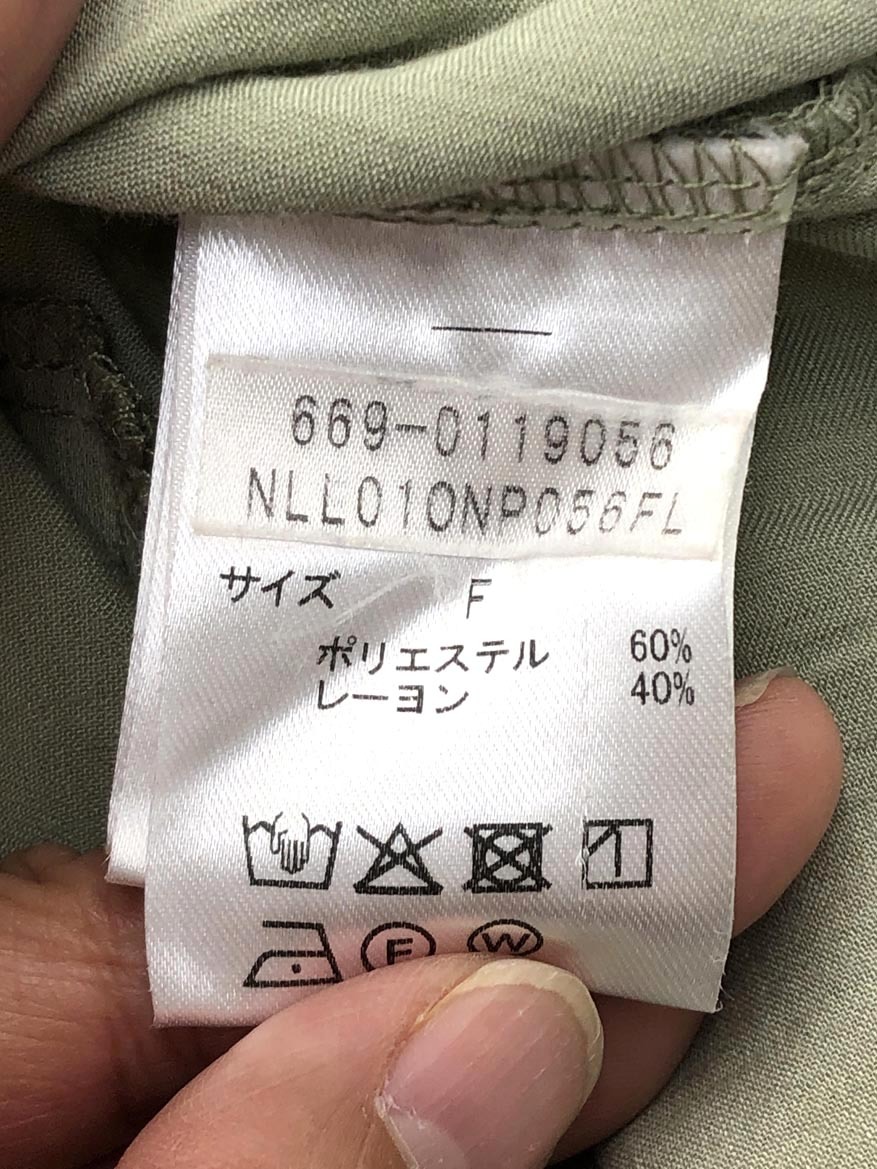 669-0119056
NLL010NP056FL
サイズ F
ポリエステル 60%
レーヨン 40%
F W